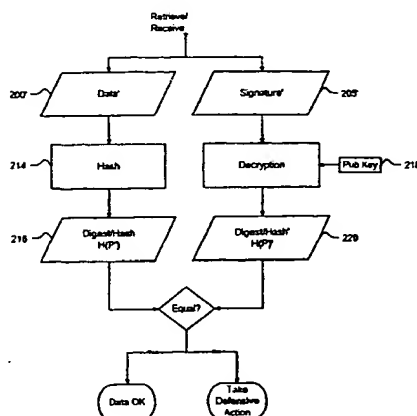 Retrieve/
Receive
200'
Data'
Signature'
205'
214
Hash
Decryption
Pub Key
218
216
Digest/Hash
H(P')
Digest/Hash'
H(P)'
220
Equal?
Data OK
Take
Defensive
Action